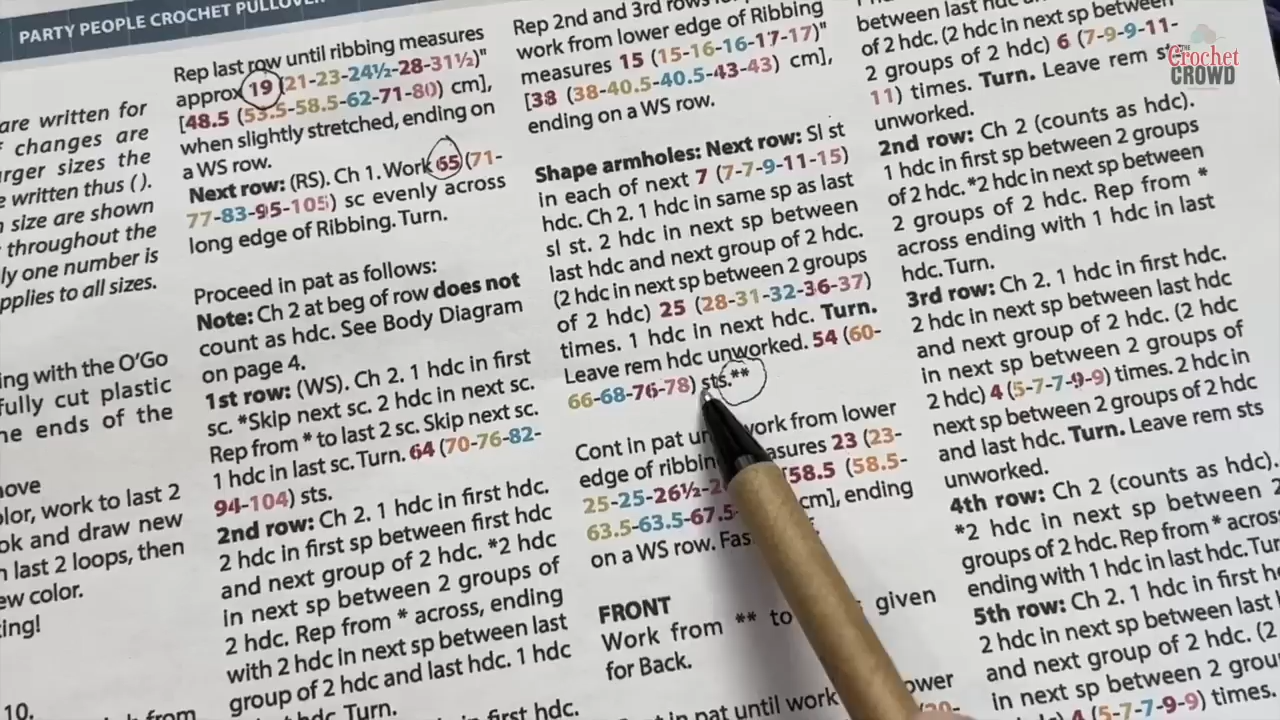 PARTY PEOPLE CROCHET PULLOVER
are written for
changes are
larger sizes the
written thus ( ).
size are shown
throughout the
only one number is
applies to all sizes.
ing with the O'Go
fully cut plastic
the ends of the
color, work to last 2
ok and draw new
last 2 loops, then
new color.
10.
Rep last row until ribbing measures
approx 19 (21-23-24½-28-31½)"
[48.5 (53.5-58.5-62-71-80) cm],
when slightly stretched, ending on
a WS row.
Next row: (RS). Ch 1. Work 65 (71-
77-83-95-105) sc evenly across
long edge of Ribbing. Turn.
Proceed in pat as follows:
Note: Ch 2 at beg of row does not
count as hdc. See Body Diagram
on page 4.
1st row: (WS). Ch 2. 1 hdc in first
sc. *Skip next sc. 2 hdc in next sc.
Rep from * to last 2 sc. Skip next sc.
1 hdc in last sc. Turn. 64 (70-76-82-
94-104) sts.
2nd row: Ch 2. 1 hdc in first hdc.
2 hdc in first sp between first hdc
and next group of 2 hdc. *2 hdc
in next sp between 2 groups of
2 hdc. Rep from * across, ending
with 2 hdc in next sp between last
group of 2 hdc and last hdc. 1 hdc
hdc. Turn.
in first hdc.
Rep 2nd and 3rd rows
work from lower edge of Ribbing
measures 15 (15-16-16-17-17)"
[38 (38-40.5-40.5-43-43) cm],
ending on a WS row.
Shape armholes: Next row: Sl st
in each of next 7 (7-7-9-11-15)
hdc. Ch 2. 1 hdc in same sp as last
sl st. 2 hdc in next sp between
last hdc and next group of 2 hdc.
(2 hdc in next sp between 2 groups
of 2 hdc) 25 (28-31-32-36-37)
times. 1 hdc in next hdc. Turn.
Leave rem hdc unworked. 54 (60-
66-68-76-78) sts.**
Cont in pat work from lower
edge of ribbing measures 23 (23-
25-25-26½- [58.5 (58.5-
63.5-63.5-67.5- cm], ending
on a WS row.
FRONT
Work from ** to given
for Back.
in pat until work lower
between last hdc
of 2 hdc. (2 hdc in next sp between
2 groups of 2 hdc) 6 (7-9-9-11-
11) times. Turn. Leave rem sts
unworked.
2nd row: Ch 2 (counts as hdc).
1 hdc in first sp between 2 groups
of 2 hdc. *2 hdc in next sp between
2 groups of 2 hdc. Rep from *
across ending with 1 hdc in last
hdc. Turn.
3rd row: Ch 2. 1 hdc in first hdc.
2 hdc in next sp between last hdc
and next group of 2 hdc. (2 hdc
in next sp between 2 groups of
2 hdc) 4 (5-7-7-9-9) times. 2 hdc in
next sp between 2 groups of 2 hdc
and last hdc. Turn. Leave rem sts
unworked.
4th row: Ch 2 (counts as hdc).
*2 hdc in next sp between 2
groups of 2 hdc. Rep from * across
ending with 1 hdc in last hdc. Turn
5th row: Ch 2. 1 hdc in first
2 hdc in next sp between last
and next group of 2 hdc. (2
in next sp between 2
2 hdc) 4 (5-7-7-9-9) times.
THE
Crochet
CROWD